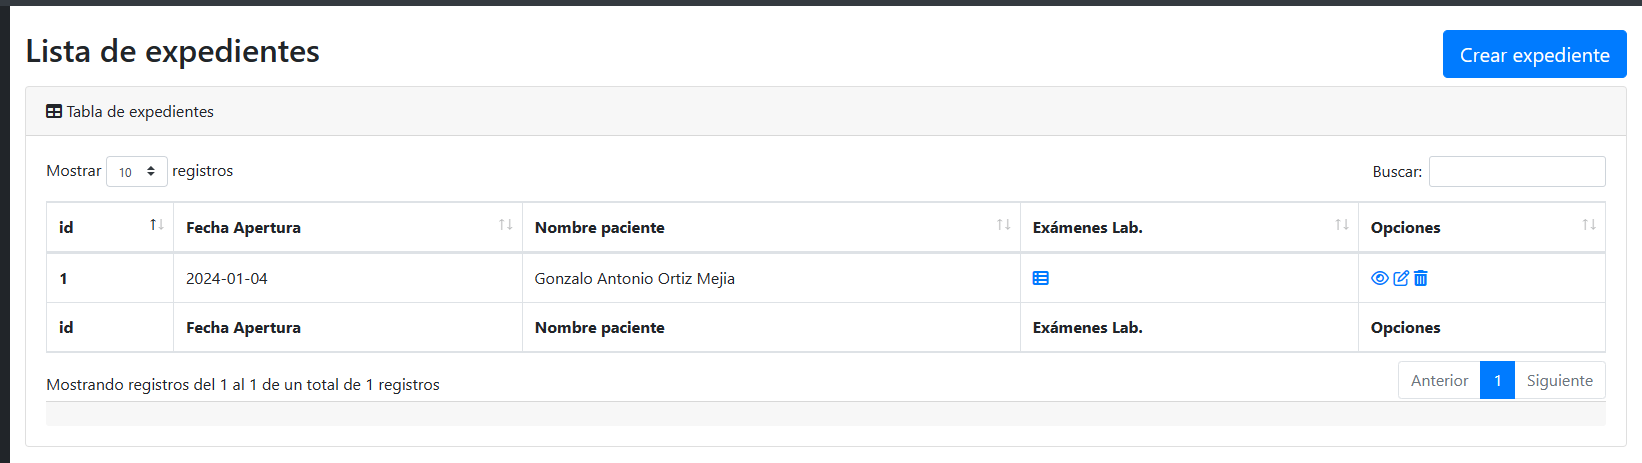 Lista de expedientes
Crear expediente
Tabla de expedientes
Mostrar 10 registros
Buscar:
id Fecha Apertura Nombre paciente Exámenes Lab. Opciones
1 2024-01-04 Gonzalo Antonio Ortiz Mejia
id Fecha Apertura Nombre paciente Exámenes Lab. Opciones
Mostrando registros del 1 al 1 de un total de 1 registros
Anterior 1 Siguiente